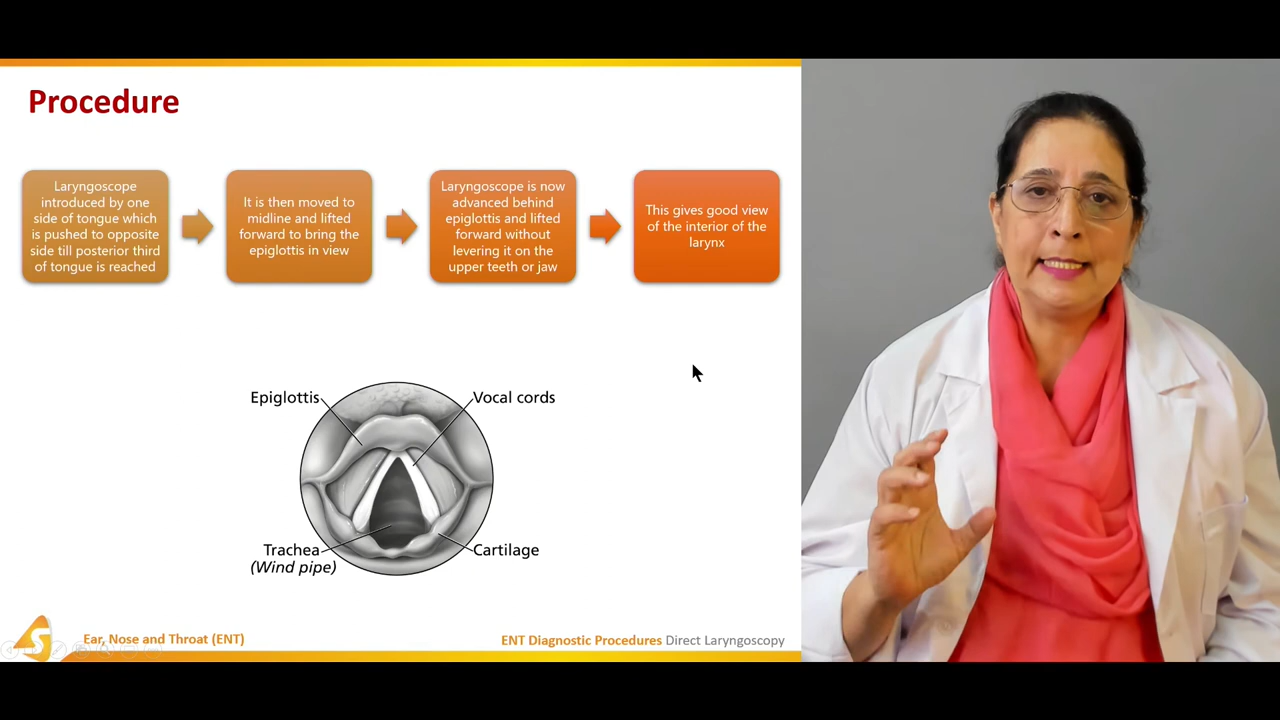 Procedure
Laryngoscope
introduced by one
side of tongue which
is pushed to opposite
side till posterior third
of tongue is reached
It is then moved to
midline and lifted
forward to bring the
epiglottis in view
Laryngoscope is now
advanced behind
epiglottis and lifted
forward without
levering it on the
upper teeth or jaw
This gives good view
of the interior of the
larynx
Epiglottis
Vocal cords
Trachea
(Wind pipe)
Cartilage
S
Ear, Nose and Throat (ENT)
ENT Diagnostic Procedures Direct Laryngoscopy